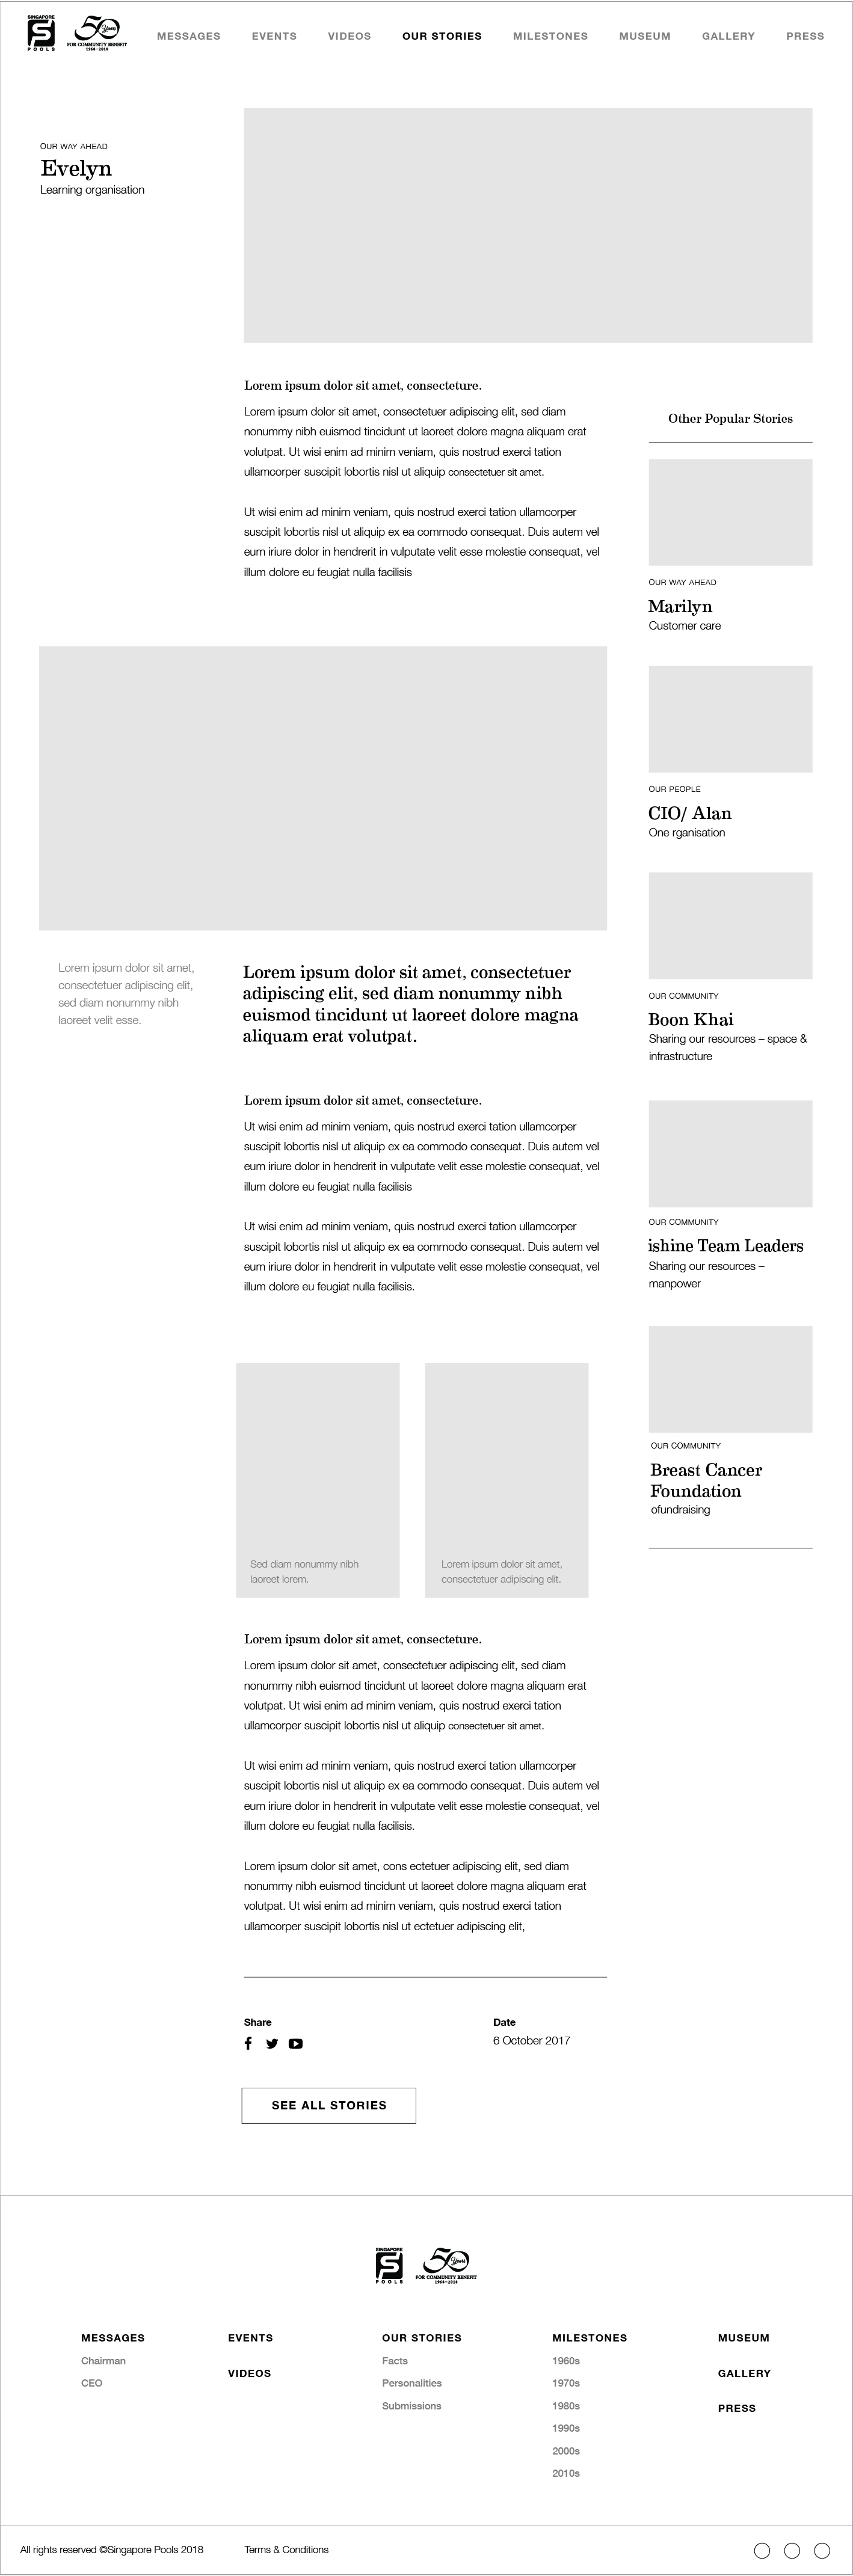 SINGAPORE
POOLS
50 Years
FOR COMMUNITY BENEFIT
1968-2018
MESSAGES EVENTS VIDEOS OUR STORIES MILESTONES MUSEUM GALLERY PRESS
OUR WAY AHEAD
Evelyn
Learning organisation
Lorem ipsum dolor sit amet, consecteture.
Lorem ipsum dolor sit amet, consectetuer adipiscing elit, sed diam
nonummy nibh euismod tincidunt ut laoreet dolore magna aliquam erat
volutpat. Ut wisi enim ad minim veniam, quis nostrud exerci tation
ullamcorper suscipit lobortis nisl ut aliquip consectetuer sit amet.
Ut wisi enim ad minim veniam, quis nostrud exerci tation ullamcorper
suscipit lobortis nisl ut aliquip ex ea commodo consequat. Duis autem vel
eum iriure dolor in hendrerit in vulputate velit esse molestie consequat, vel
illum dolore eu feugiat nulla facilisis
Lorem ipsum dolor sit amet,
consectetuer adipiscing elit,
sed diam nonummy nibh
laoreet velit esse.
Lorem ipsum dolor sit amet, consectetuer
adipiscing elit, sed diam nonummy nibh
euismod tincidunt ut laoreet dolore magna
aliquam erat volutpat.
Lorem ipsum dolor sit amet, consecteture.
Ut wisi enim ad minim veniam, quis nostrud exerci tation ullamcorper
suscipit lobortis nisl ut aliquip ex ea commodo consequat. Duis autem vel
eum iriure dolor in hendrerit in vulputate velit esse molestie consequat, vel
illum dolore eu feugiat nulla facilisis
Ut wisi enim ad minim veniam, quis nostrud exerci tation ullamcorper
suscipit lobortis nisl ut aliquip ex ea commodo consequat. Duis autem vel
eum iriure dolor in hendrerit in vulputate velit esse molestie consequat, vel
illum dolore eu feugiat nulla facilisis.
Sed diam nonummy nibh
laoreet lorem.
Lorem ipsum dolor sit amet,
consectetuer adipiscing elit.
Lorem ipsum dolor sit amet, consecteture.
Lorem ipsum dolor sit amet, consectetuer adipiscing elit, sed diam
nonummy nibh euismod tincidunt ut laoreet dolore magna aliquam erat
volutpat. Ut wisi enim ad minim veniam, quis nostrud exerci tation
ullamcorper suscipit lobortis nisl ut aliquip consectetuer sit amet.
Ut wisi enim ad minim veniam, quis nostrud exerci tation ullamcorper
suscipit lobortis nisl ut aliquip ex ea commodo consequat. Duis autem vel
eum iriure dolor in hendrerit in vulputate velit esse molestie consequat, vel
illum dolore eu feugiat nulla facilisis.
Lorem ipsum dolor sit amet, cons ectetuer adipiscing elit, sed diam
nonummy nibh euismod tincidunt ut laoreet dolore magna aliquam erat
volutpat. Ut wisi enim ad minim veniam, quis nostrud exerci tation
ullamcorper suscipit lobortis nisl ut ectetuer adipiscing elit,
Share
Date
6 October 2017
SEE ALL STORIES
Other Popular Stories
OUR WAY AHEAD
Marilyn
Customer care
OUR PEOPLE
CIO/ Alan
One rganisation
OUR COMMUNITY
Boon Khai
Sharing our resources – space &
infrastructure
OUR COMMUNITY
ishine Team Leaders
Sharing our resources –
manpower
OUR COMMUNITY
Breast Cancer
Foundation
ofundraising
SINGAPORE
POOLS
50 Years
FOR COMMUNITY BENEFIT
1968-2018
MESSAGES
Chairman
CEO
EVENTS
VIDEOS
OUR STORIES
Facts
Personalities
Submissions
MILESTONES
1960s
1970s
1980s
1990s
2000s
2010s
MUSEUM
GALLERY
PRESS
All rights reserved ©Singapore Pools 2018
Terms & Conditions